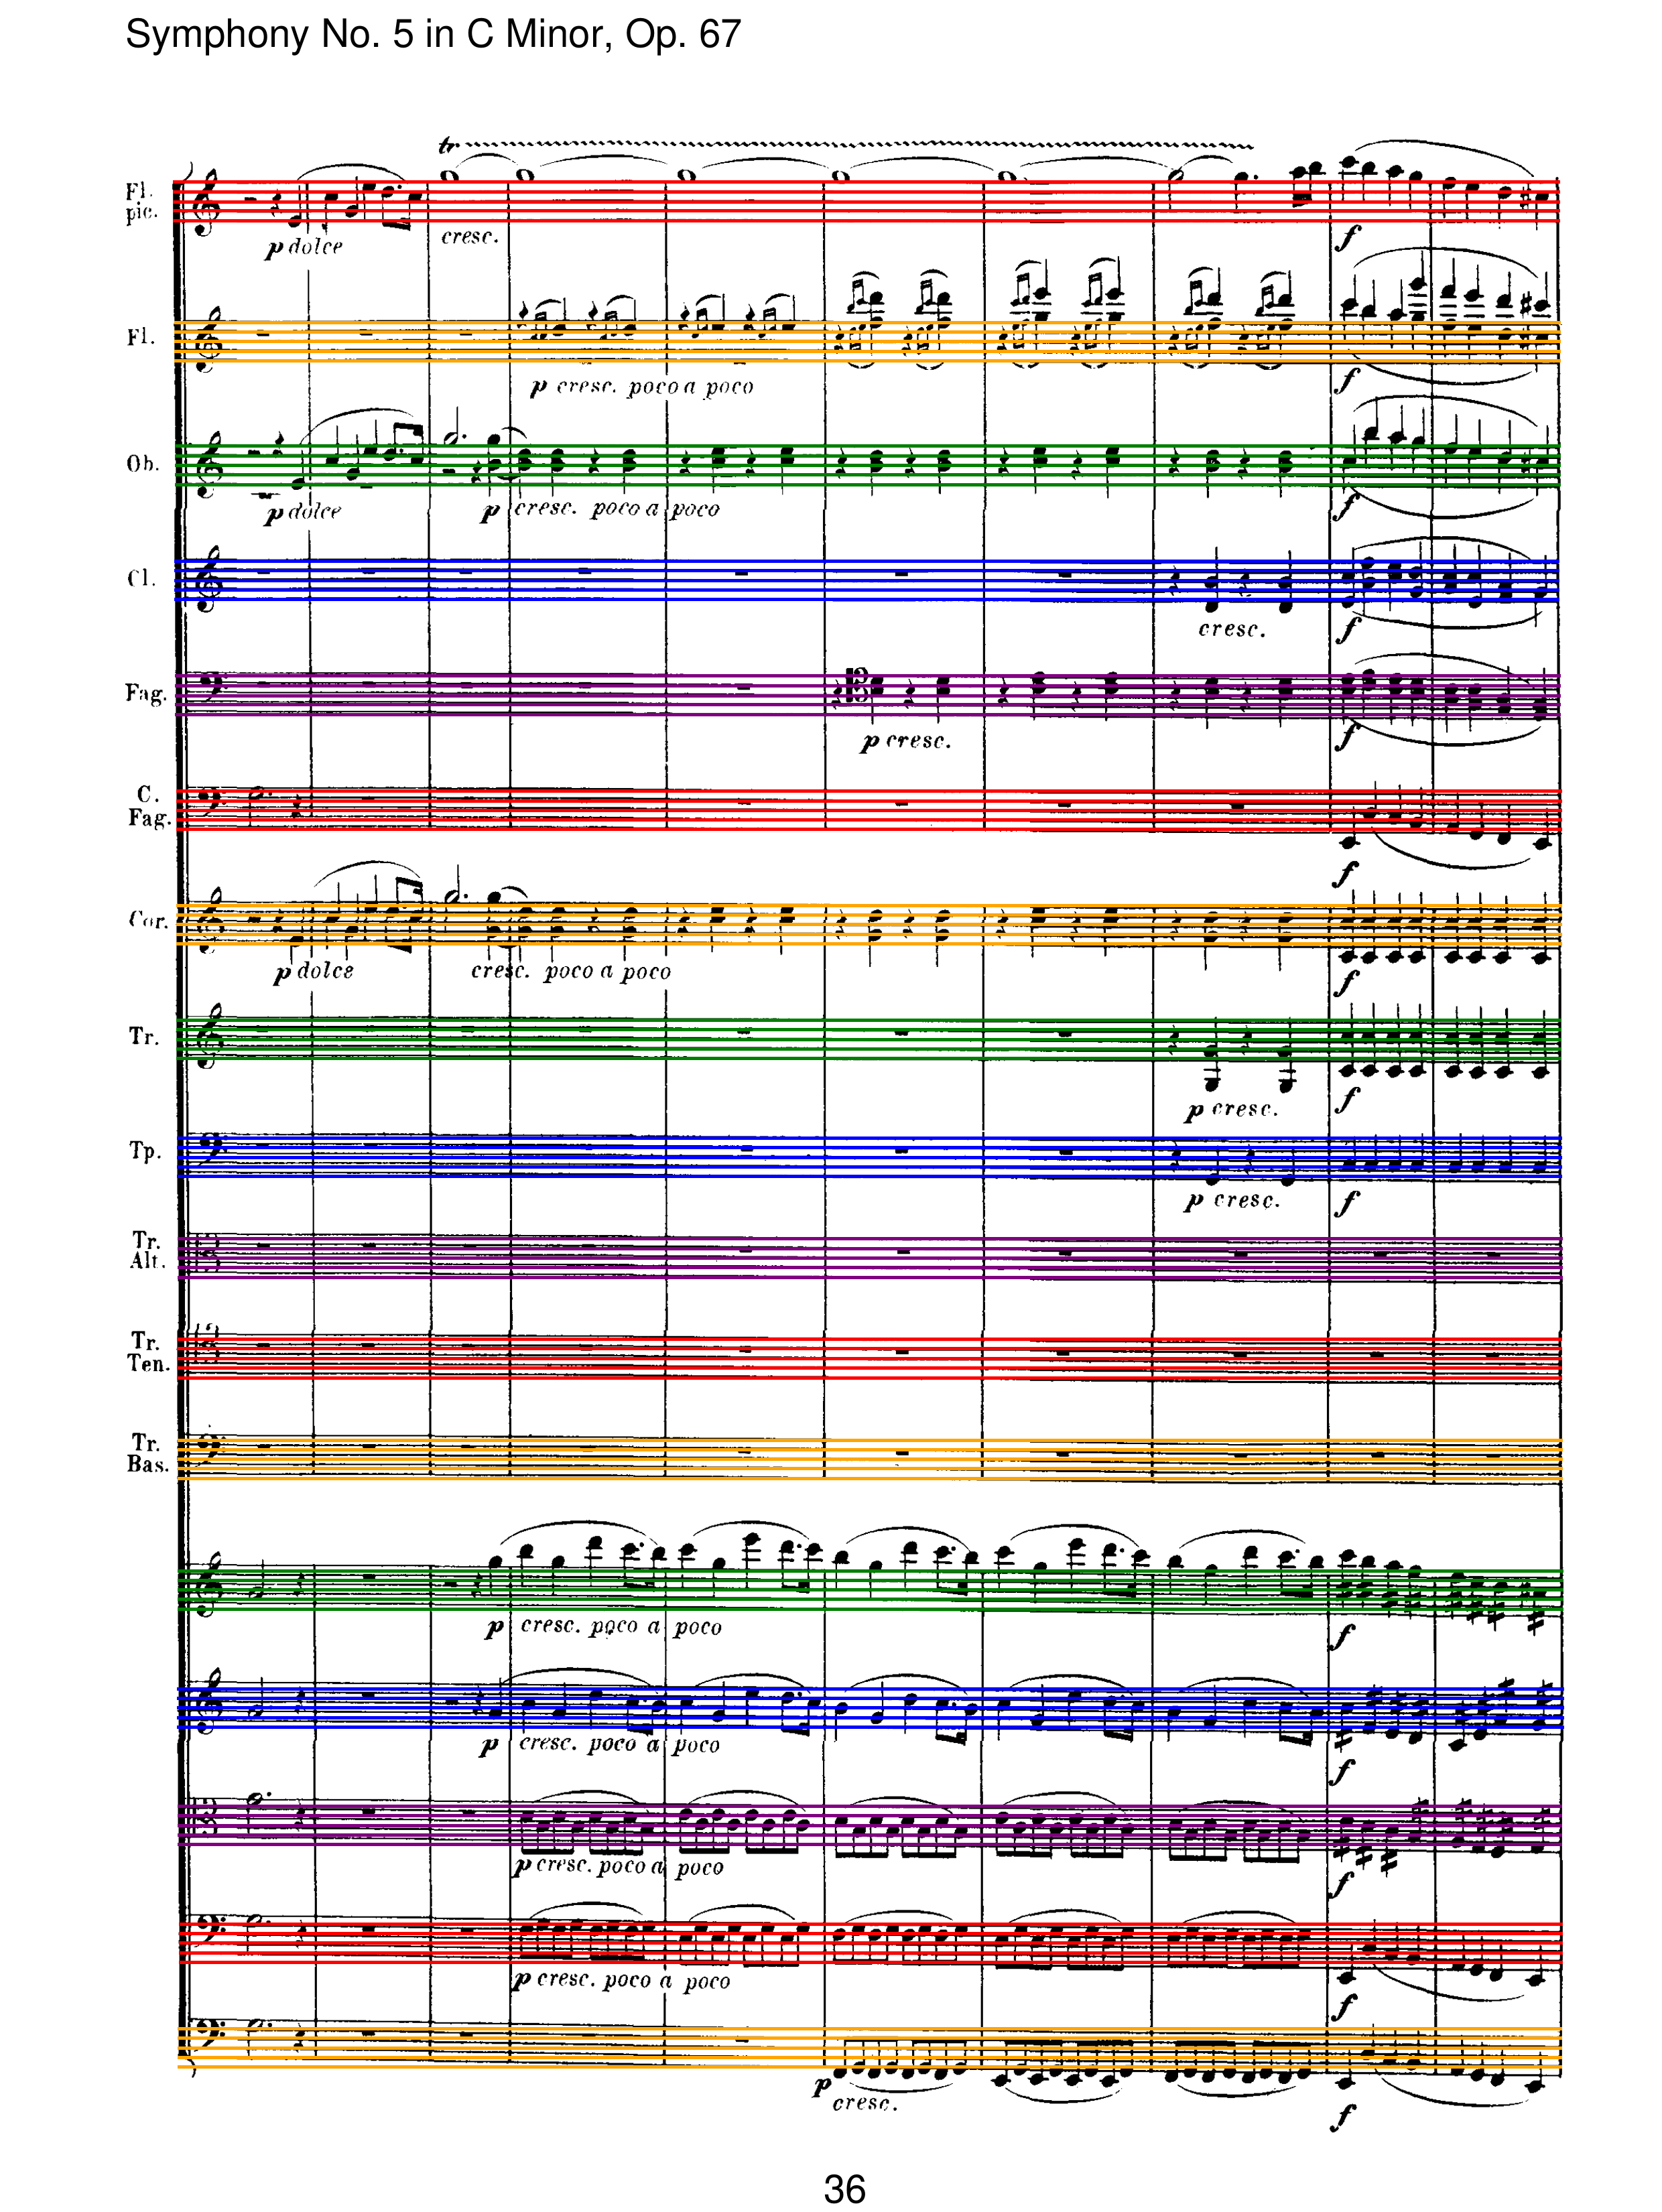 Symphony No. 5 in C Minor, Op. 67
tr
Fl.
pic.
p dolce
cresc.
f
Fl.
p cresc. poco a poco
f
Ob.
p dolce
p cresc. poco a poco
f
Cl.
cresc.
f
Fag.
p cresc.
f
C.
Fag.
f
Cor.
p dolce
cresc. poco a poco
f
Tr.
p cresc.
f
Tp.
p cresc.
f
Tr.
Alt.
Tr.
Ten.
Tr.
Bas.
p cresc. poco a poco
f
p cresc. poco a poco
f
p cresc. poco a poco
f
p cresc. poco a poco
f
p cresc.
f
36